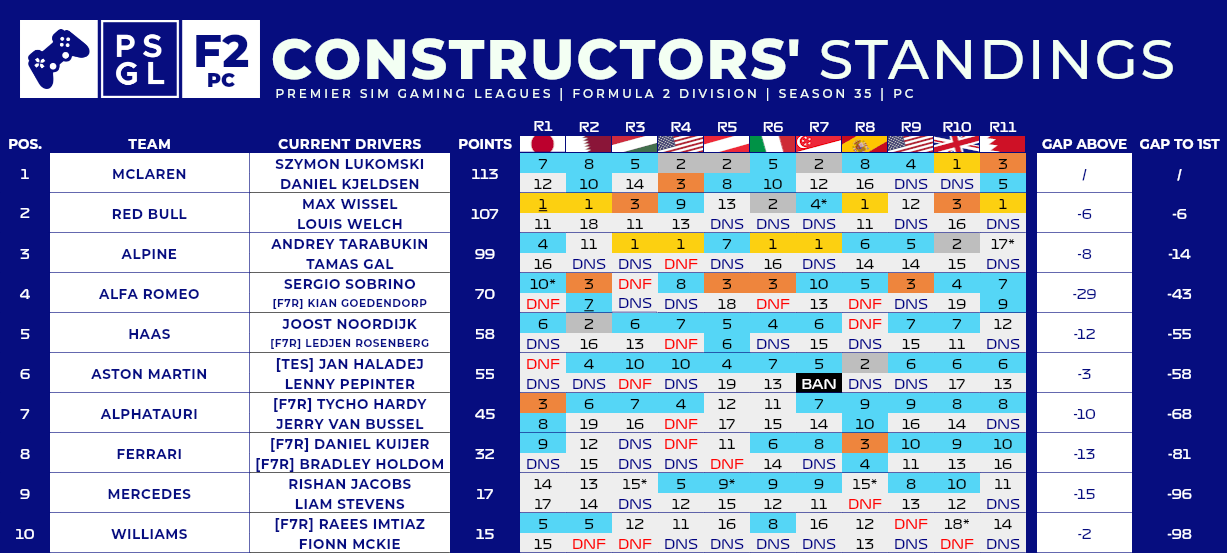 PS
GL
F2
PC
CONSTRUCTORS' STANDINGS
PREMIER SIM GAMING LEAGUES | FORMULA 2 DIVISION | SEASON 35 | PC
R1 R2 R3 R4 R5 R6 R7 R8 R9 R10 R11
POS. TEAM CURRENT DRIVERS POINTS GAP ABOVE GAP TO 1ST
SZYMON LUKOMSKI 7 8 5 2 2 5 2 8 4 1 3
1 MCLAREN 113 / /
DANIEL KJELDSEN 12 10 14 3 8 10 12 16 DNS DNS 5
MAX WISSEL 1 1 3 9 13 2 4* 1 12 3 1
2 RED BULL 107 -6 -6
LOUIS WELCH 11 18 11 13 DNS DNS DNS 11 DNS 16 DNS
ANDREY TARABUKIN 4 11 1 1 7 1 1 6 5 2 17*
3 ALPINE 99 -8 -14
TAMAS GAL 16 DNS DNS DNF DNS 16 DNS 14 14 15 DNS
SERGIO SOBRINO 10* 3 DNF 8 3 3 10 5 3 4 7
4 ALFA ROMEO 70 -29 -43
[F7R] KIAN GOEDENDORP DNF 7 DNS DNS 18 DNF 13 DNF DNS 19 9
JOOST NOORDIJK 6 2 6 7 5 4 6 DNF 7 7 12
5 HAAS 58 -12 -55
[F7R] LEDJEN ROSENBERG DNS 16 13 DNF 6 DNS 15 DNS 15 11 DNS
[TES] JAN HALADEJ DNF 4 10 10 4 7 5 2 6 6 6
6 ASTON MARTIN 55 -3 -58
LENNY PEPINTER DNS DNS DNF DNS 19 13 BAN DNS DNS 17 13
[F7R] TYCHO HARDY 3 6 7 4 12 11 7 9 9 8 8
7 ALPHATAURI 45 -10 -68
JERRY VAN BUSSEL 8 19 16 DNF 17 15 14 10 16 14 DNS
[F7R] DANIEL KUIJER 9 12 DNS DNF 11 6 8 3 10 9 10
8 FERRARI 32 -13 -81
[F7R] BRADLEY HOLDOM DNS 15 DNS DNS DNF 14 DNS 4 11 13 16
RISHAN JACOBS 14 13 15* 5 9* 9 9 15* 8 10 11
9 MERCEDES 17 -15 -96
LIAM STEVENS 17 14 DNS 12 15 12 11 DNF 13 12 DNS
[F7R] RAEES IMTIAZ 5 5 12 11 16 8 16 12 DNF 18* 14
10 WILLIAMS 15 -2 -98
FIONN MCKIE 15 DNF DNF DNS DNS DNS DNS 13 DNS DNF DNS